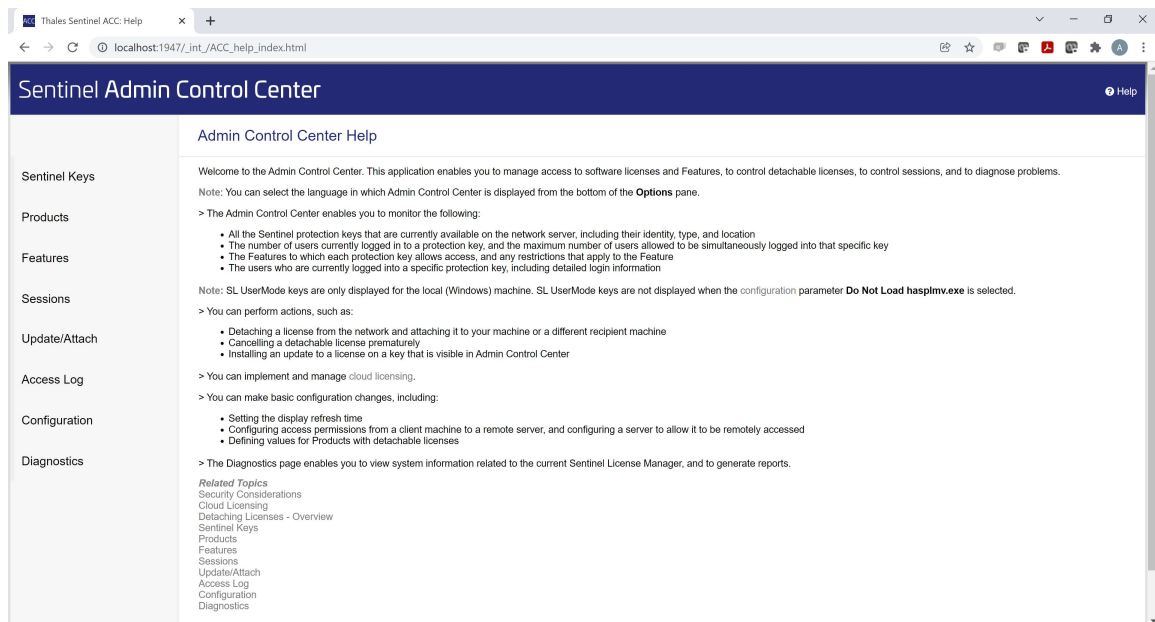 ACC Thales Sentinel ACC: Help
localhost:1947/_int_/ACC_help_index.html
A
Sentinel Admin Control Center
? Help
Admin Control Center Help
Sentinel Keys
Products
Features
Sessions
Update/Attach
Access Log
Configuration
Diagnostics
Welcome to the Admin Control Center. This application enables you to manage access to software licenses and Features, to control detachable licenses, to control sessions, and to diagnose problems.
Note: You can select the language in which Admin Control Center is displayed from the bottom of the Options pane.
> The Admin Control Center enables you to monitor the following:
• All the Sentinel protection keys that are currently available on the network server, including their identity, type, and location
• The number of users currently logged in to a protection key, and the maximum number of users allowed to be simultaneously logged into that specific key
• The Features to which each protection key allows access, and any restrictions that apply to the Feature
• The users who are currently logged into a specific protection key, including detailed login information
Note: SL UserMode keys are only displayed for the local (Windows) machine. SL UserMode keys are not displayed when the configuration parameter Do Not Load hasplmv.exe is selected.
> You can perform actions, such as:
• Detaching a license from the network and attaching it to your machine or a different recipient machine
• Cancelling a detachable license prematurely
• Installing an update to a license on a key that is visible in Admin Control Center
> You can implement and manage cloud licensing.
> You can make basic configuration changes, including:
• Setting the display refresh time
• Configuring access permissions from a client machine to a remote server, and configuring a server to allow it to be remotely accessed
• Defining values for Products with detachable licenses
> The Diagnostics page enables you to view system information related to the current Sentinel License Manager, and to generate reports.
Related Topics
Security Considerations
Cloud Licensing
Detaching Licenses - Overview
Sentinel Keys
Products
Features
Sessions
Update/Attach
Access Log
Configuration
Diagnostics